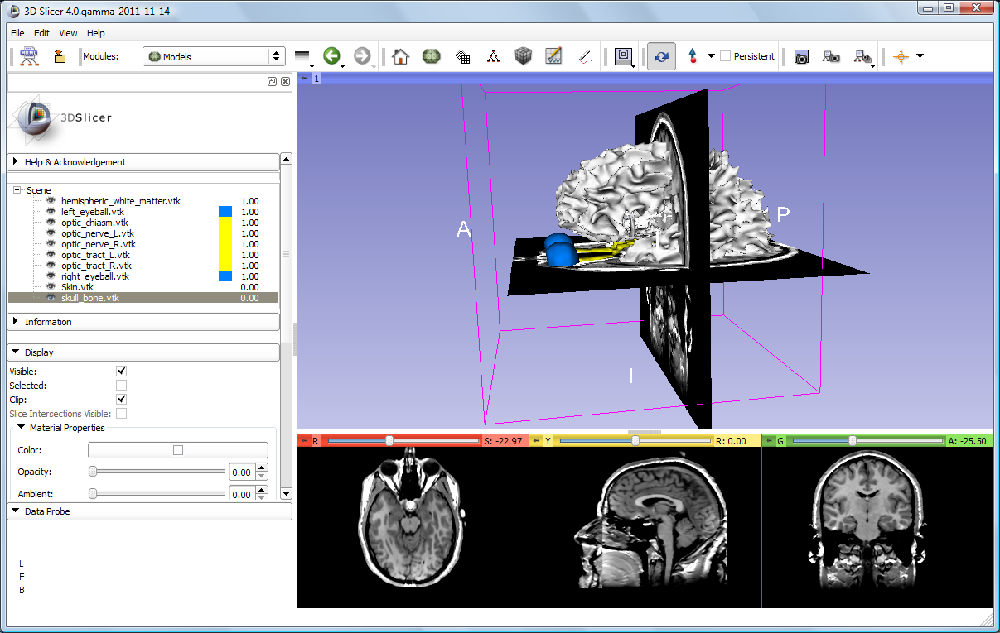 3D Slicer 4.0.gamma-2011-11-14
File Edit View Help
MRML
Modules: Models Persistent
1
3DSlicer
Help & Acknowledgement
Scene
hemispheric_white_matter.vtk 1.00
left_eyeball.vtk 1.00
optic_chiasm.vtk 1.00
optic_nerve_L.vtk 1.00
optic_nerve_R.vtk 1.00
optic_tract_L.vtk 1.00
optic_tract_R.vtk 1.00
right_eyeball.vtk 1.00
Skin.vtk 0.00
skull_bone.vtk 0.00
Information
Display
Visible:
Selected:
Clip:
Slice Intersections Visible:
Material Properties
Color:
Opacity: 0.00
Ambient: 0.00
Data Probe
L
F
B
A
P
L
I
R S: -22.97
Y R: 0.00
G A: -25.50